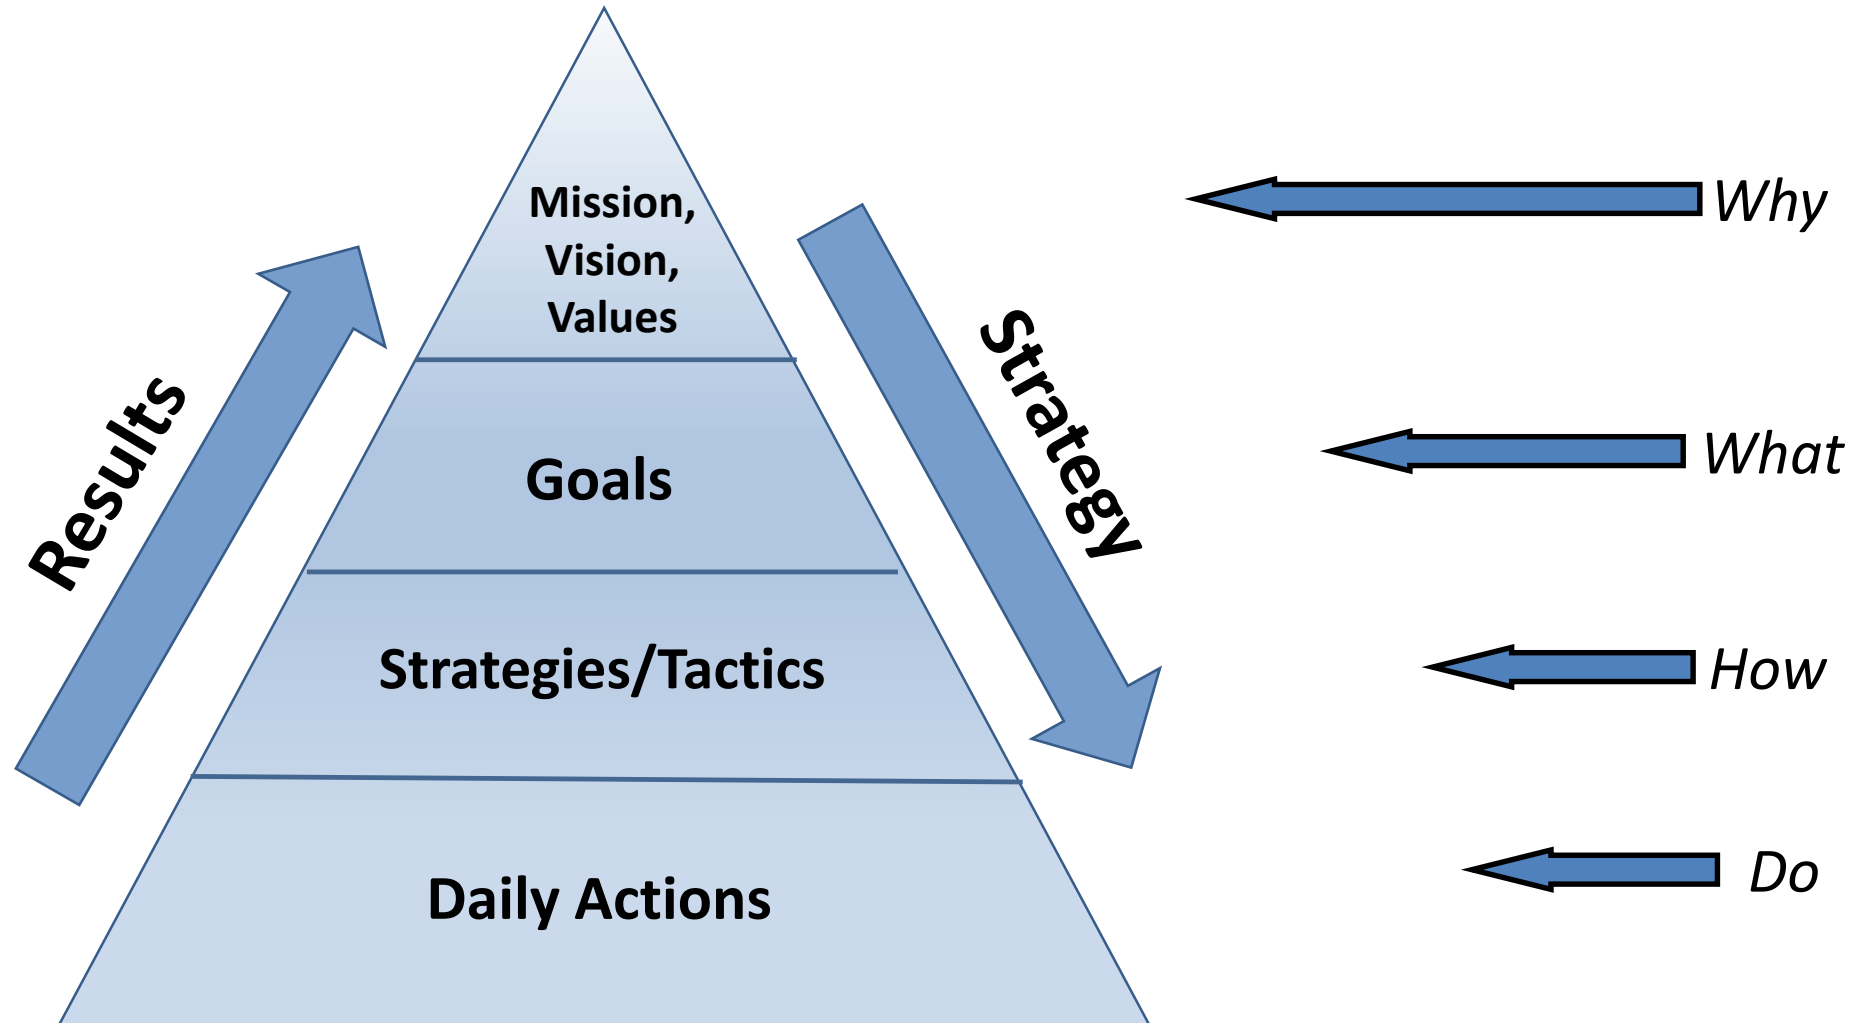 Mission,
Vision,
Values
Goals
Strategies/Tactics
Daily Actions
Results
Strategy
Why
What
How
Do